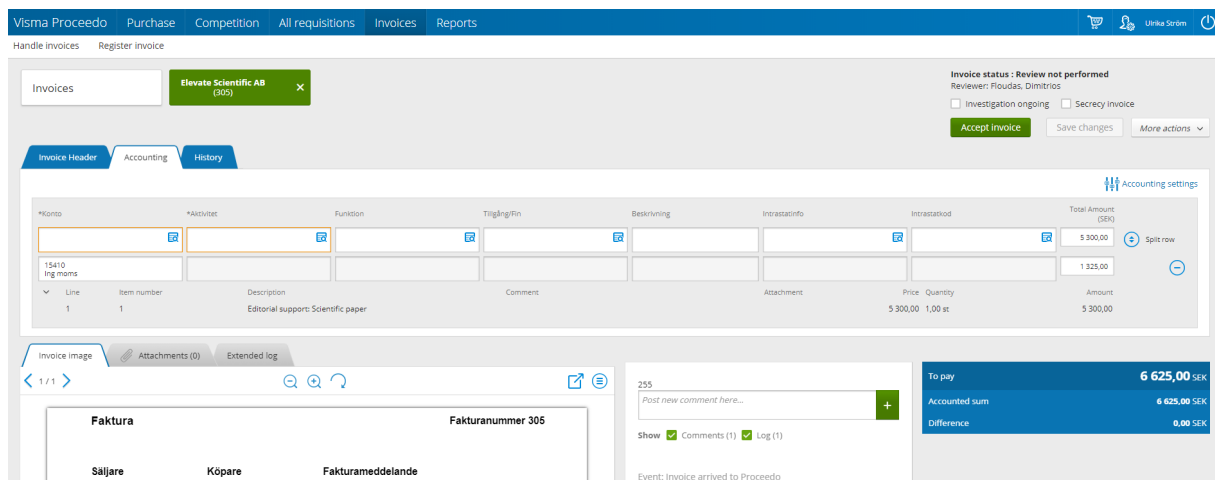 Visma Proceedo Purchase Competition All requisitions Invoices Reports Ulrika Ström
Handle invoices Register invoice
Invoices
Elevate Scientific AB
(305)
Invoice status : Review not performed
Reviewer: Floudas, Dimitrios
Investigation ongoing Secrecy invoice
Accept invoice Save changes More actions
Invoice Header Accounting History
Accounting settings
*Konto *Aktivitet Funktion Tillgång/Fin Beskrivning Intrastatinfo Intrastatkod Total Amount
(SEK)
5 300,00 Split row
15410
Ing moms
1 325,00
Line Item number Description Comment Attachment Price Quantity Amount
1 1 Editorial support: Scientific paper 5 300,00 1,00 st 5 300,00
Invoice image Attachments (0) Extended log
1 / 1
Faktura Fakturanummer 305
Säljare Köpare Fakturameddelande
255
Post new comment here...
Show Comments (1) Log (1)
Event: Invoice arrived to Proceedo
To pay 6 625,00 SEK
Accounted sum 6 625,00 SEK
Difference 0,00 SEK